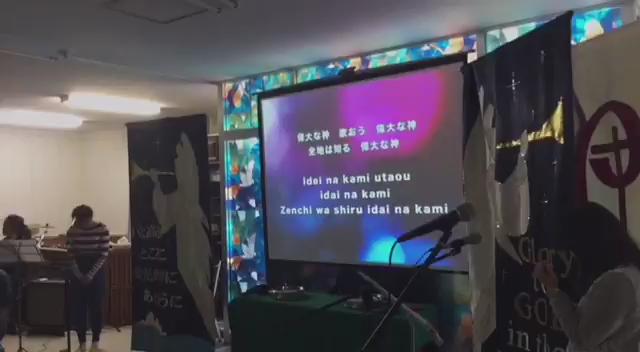 偉大な神　歌おう　偉大な神
全地は知る　偉大な神
idai na kami utaou
idai na kami
Zenchi wa shiru idai na kami
Glory
to
GOD
in the